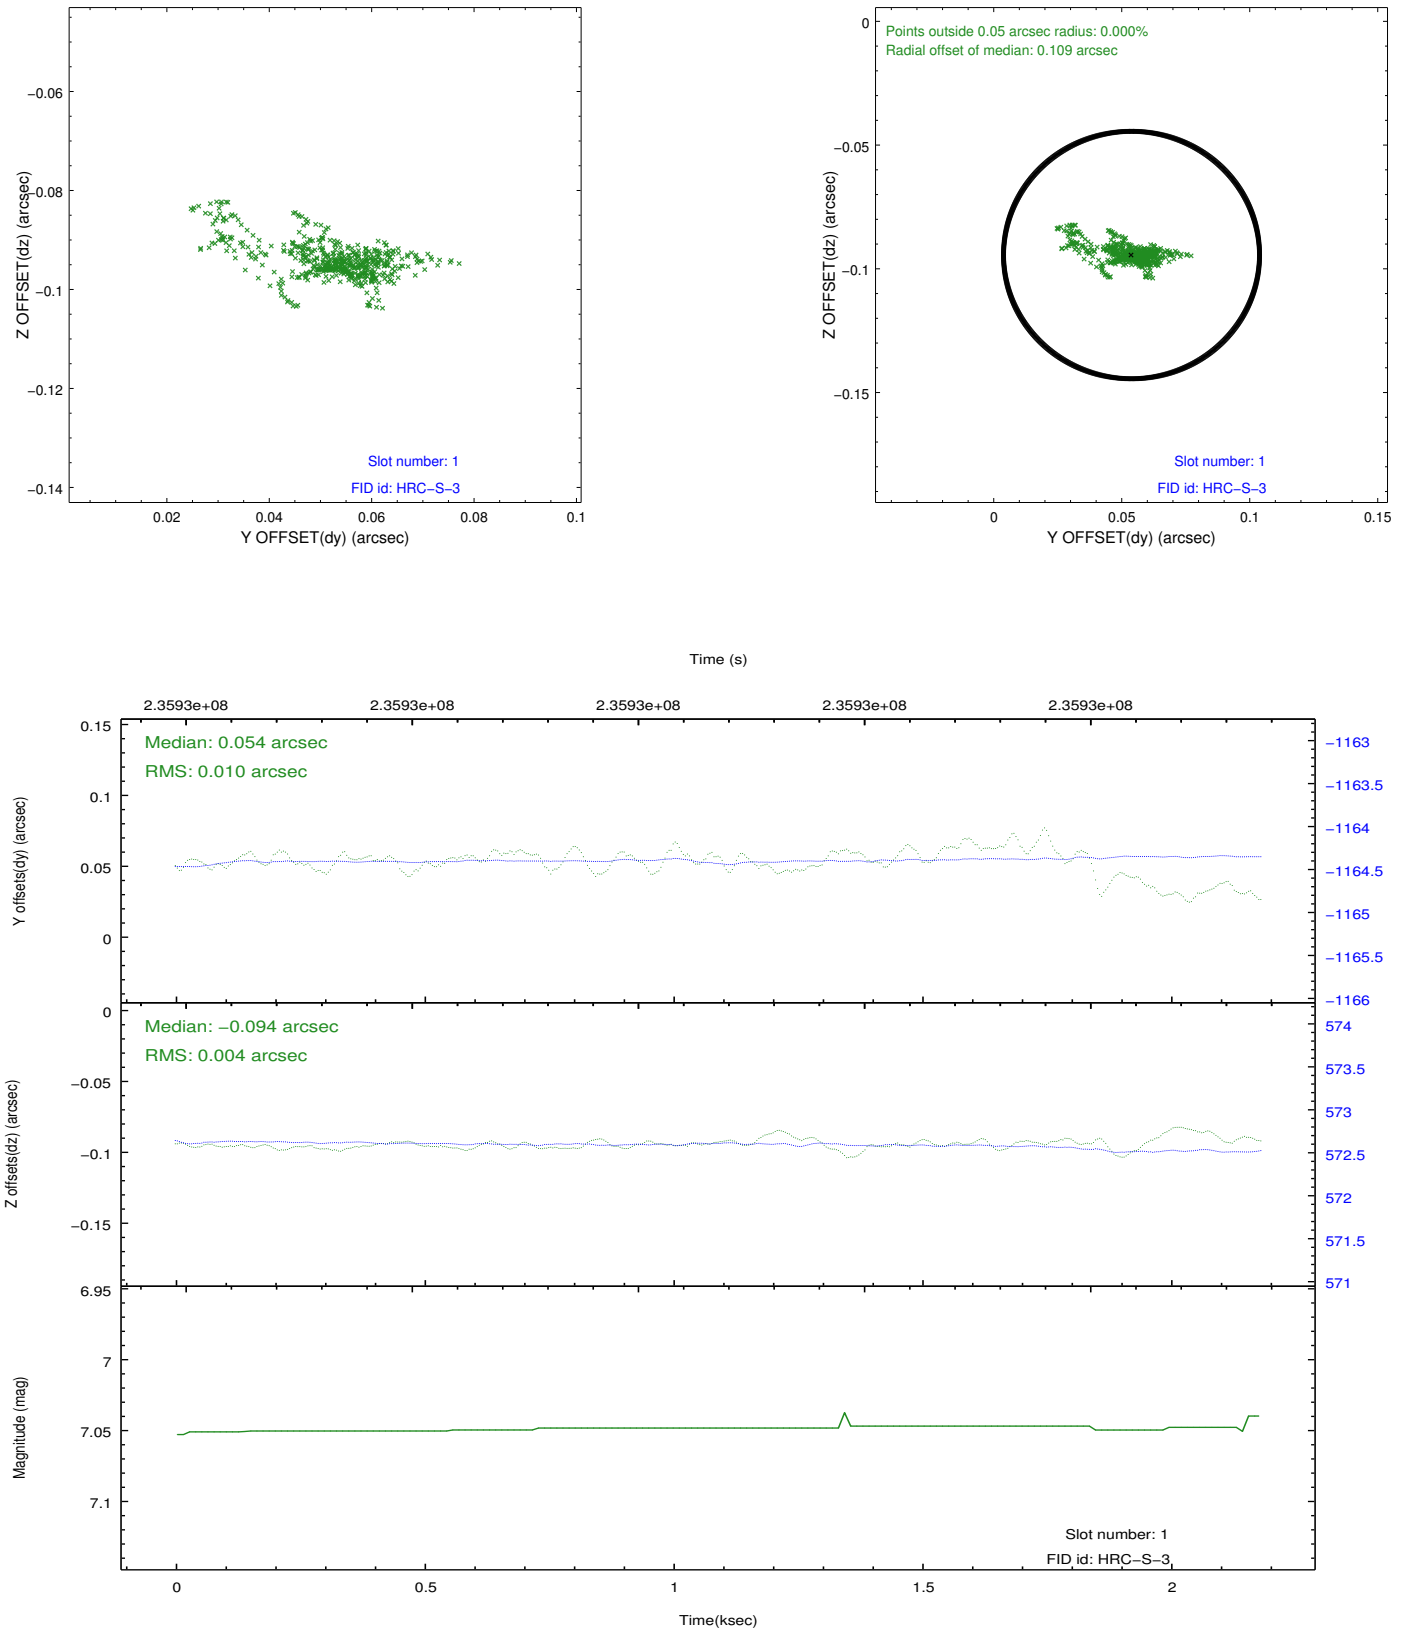 Points outside 0.05 arcsec radius: 0.000%
Radial offset of median: 0.109 arcsec
−0.06
−0.08
−0.1
−0.12
−0.14
Z OFFSET(dz) (arcsec)
Slot number: 1
FID id: HRC−S−3
0.02 0.04 0.06 0.08 0.1
Y OFFSET(dy) (arcsec)
0
−0.05
−0.1
−0.15
Z OFFSET(dz) (arcsec)
Slot number: 1
FID id: HRC−S−3
0 0.05 0.1 0.15
Y OFFSET(dy) (arcsec)
Time (s)
2.3593e+08 2.3593e+08 2.3593e+08 2.3593e+08 2.3593e+08
Median: 0.054 arcsec
RMS: 0.010 arcsec
0.15
0.1
0.05
0
Y offsets(dy) (arcsec)
−1163
−1163.5
−1164
−1164.5
−1165
−1165.5
−1166
Median: −0.094 arcsec
RMS: 0.004 arcsec
0
−0.05
−0.1
−0.15
Z offsets(dz) (arcsec)
574
573.5
573
572.5
572
571.5
571
6.95
7
7.05
7.1
Magnitude (mag)
Slot number: 1
FID id: HRC−S−3
0 0.5 1 1.5 2
Time(ksec)